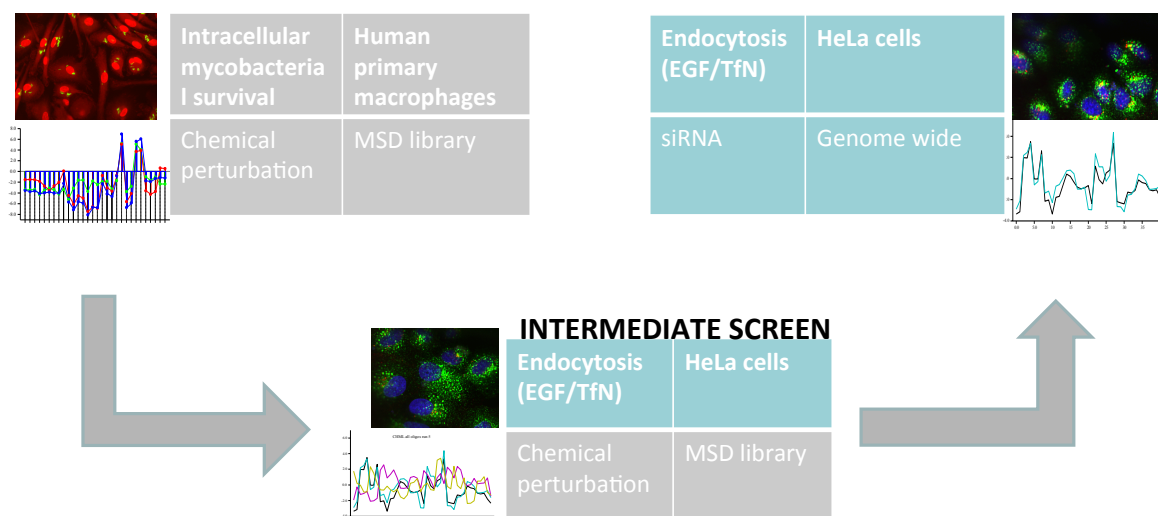 Intracellular
mycobacteria
l survival
Human
primary
macrophages
Chemical
perturbation
MSD library
Endocytosis
(EGF/TfN)
HeLa cells
siRNA
Genome wide
INTERMEDIATE SCREEN
Endocytosis
(EGF/TfN)
HeLa cells
Chemical
perturbation
MSD library